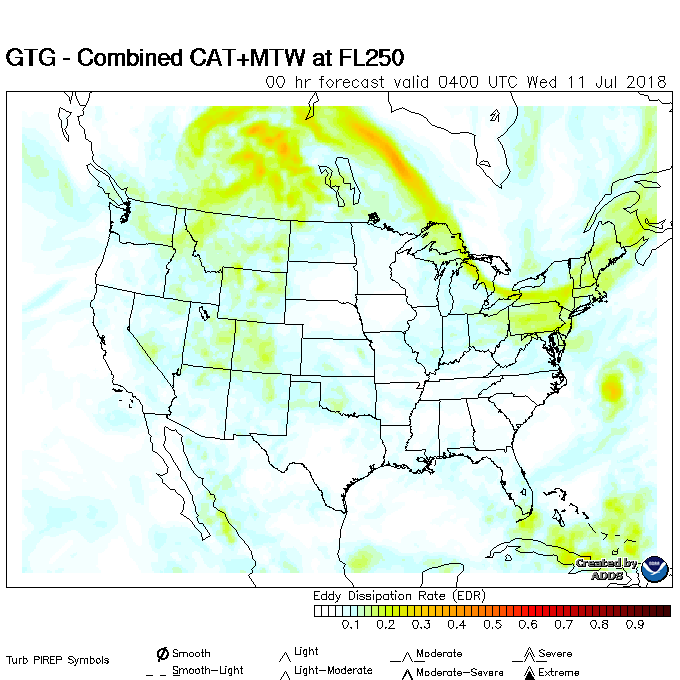 GTG - Combined CAT+MTW at FL250
00 hr forecast valid 0400 UTC Wed 11 Jul 2018
Created by
ADDS
Eddy Dissipation Rate (EDR)
0.1 0.2 0.3 0.4 0.5 0.6 0.7 0.8 0.9
Turb PIREP Symbols
Smooth Light Moderate Severe
Smooth-Light Light-Moderate Moderate-Severe Extreme